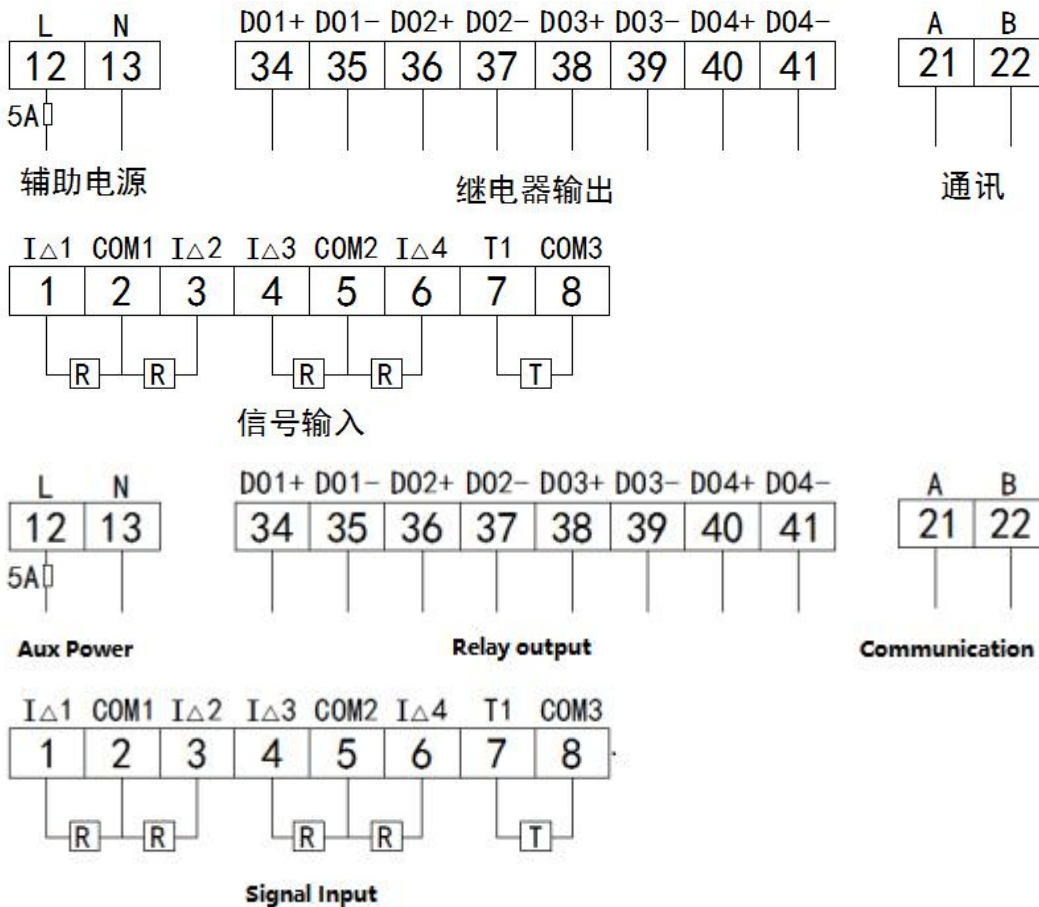 L N D01+ D01- D02+ D02- D03+ D03- D04+ D04- A B
12 13 34 35 36 37 38 39 40 41 21 22
5A
辅助电源 继电器输出 通讯
I△1 COM1 I△2 I△3 COM2 I△4 T1 COM3
1 2 3 4 5 6 7 8
R R R R T
信号输入
L N D01+ D01- D02+ D02- D03+ D03- D04+ D04- A B
12 13 34 35 36 37 38 39 40 41 21 22
5A
Aux Power Relay output Communication
I△1 COM1 I△2 I△3 COM2 I△4 T1 COM3
1 2 3 4 5 6 7 8
R R R R T
Signal Input